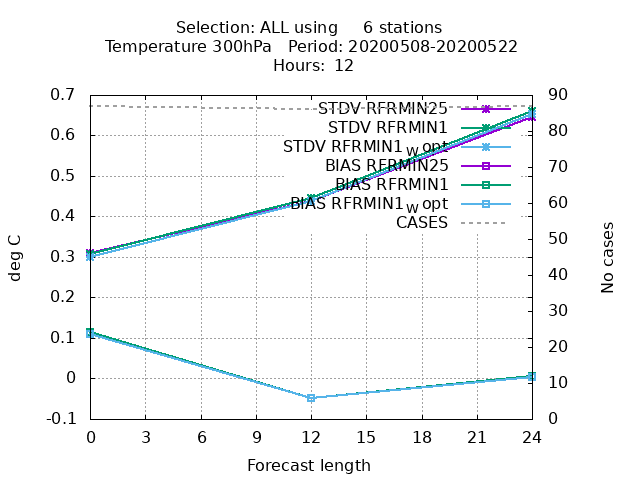 Selection: ALL using 6 stations
Temperature 300hPa Period: 20200508-20200522
Hours: 12
deg C
No cases
0.7
0.6
0.5
0.4
0.3
0.2
0.1
0
-0.1
90
80
70
60
50
40
30
20
10
0
STDV RFRMIN25
STDV RFRMIN1
STDV RFRMIN1w opt
BIAS RFRMIN25
BIAS RFRMIN1
BIAS RFRMIN1w opt
CASES
0 3 6 9 12 15 18 21 24
Forecast length